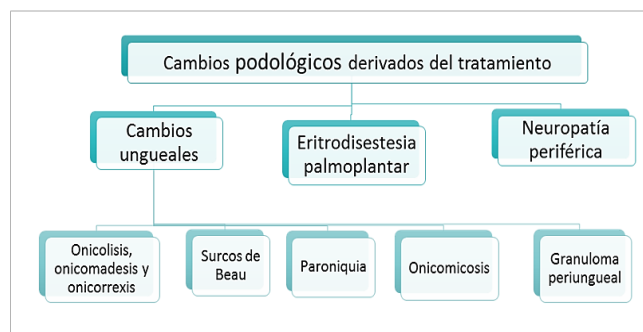 Cambios podológicos derivados del tratamiento
Cambios
ungueales
Eritrodisestesia
palmoplantar
Neuropatía
periférica
Onicolisis,
onicomadesis y
onicorrexis
Surcos de
Beau
Paroniquia
Onicomicosis
Granuloma
periungueal